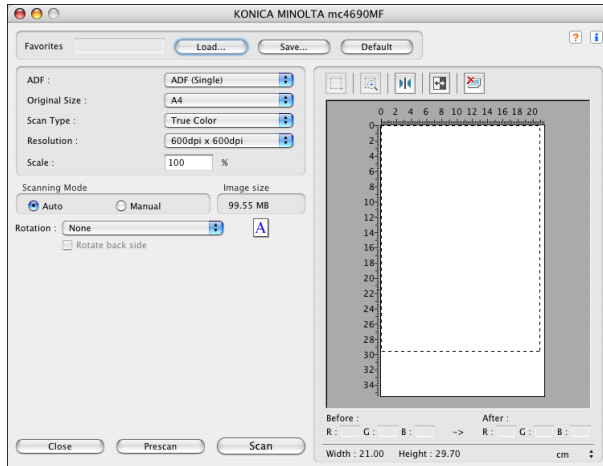 KONICA MINOLTA mc4690MF
Favorites Load... Save... Default ? i
ADF : ADF (Single)
Original Size : A4
Scan Type : True Color
Resolution : 600dpi x 600dpi
Scale : 100 %
Scanning Mode Image size
Auto Manual 99.55 MB
Rotation : None A
Rotate back side
Close Prescan Scan
0 2 4 6 8 10 12 14 16 18 20
0
2
4
6
8
10
12
14
16
18
20
22
24
26
28
30
32
34
Before : After :
R : G : B : -> R : G : B :
Width : 21.00 Height : 29.70 cm